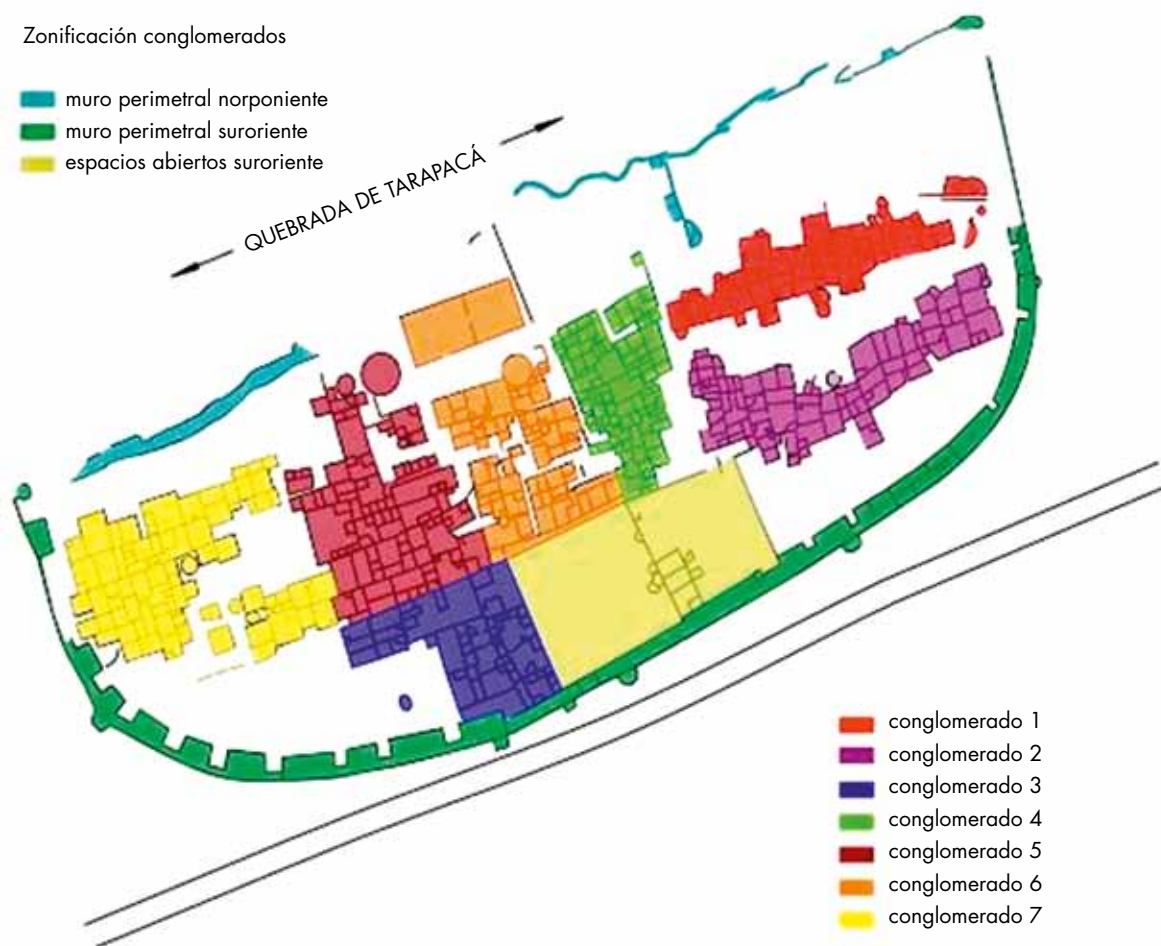 Zonificación conglomerados
muro perimetral norponiente
muro perimetral suroriente
espacios abiertos suroriente
QUEBRADA DE TARAPACÁ
conglomerado 1
conglomerado 2
conglomerado 3
conglomerado 4
conglomerado 5
conglomerado 6
conglomerado 7